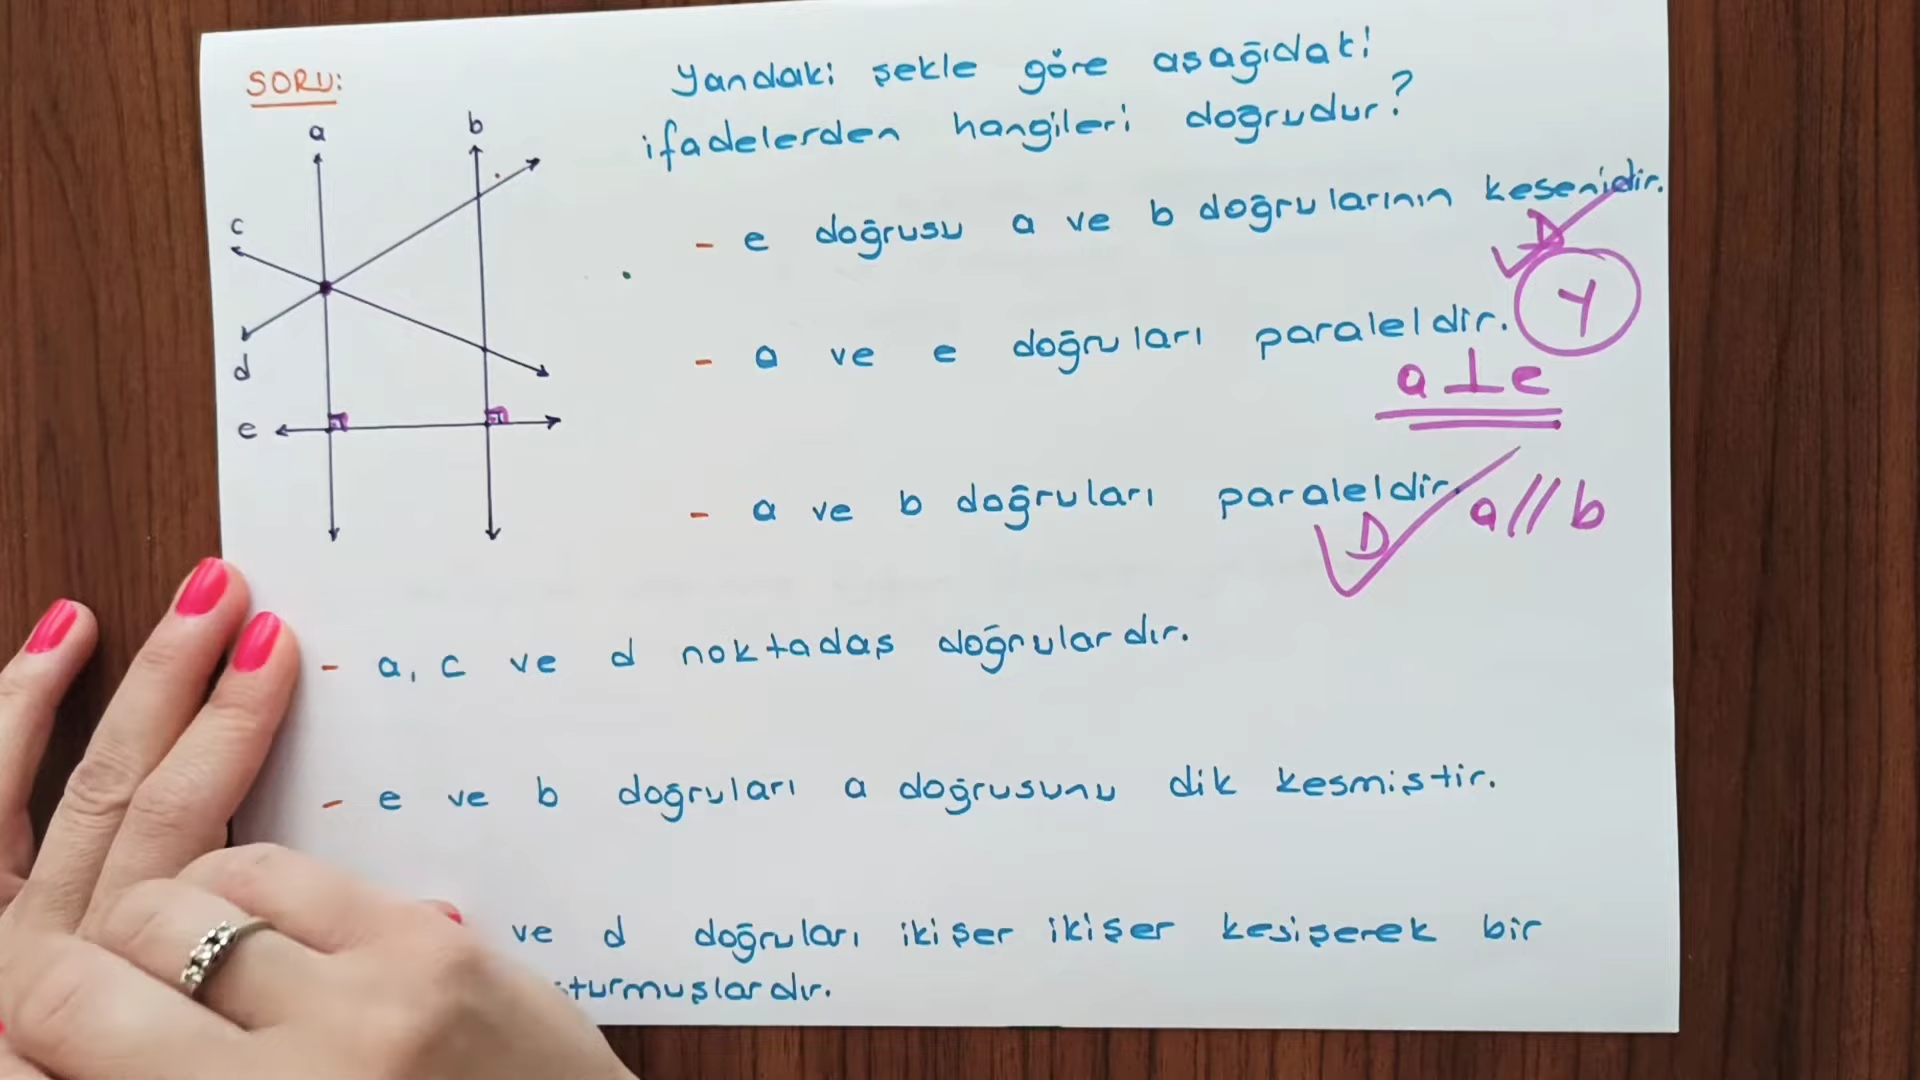 SORU:
Yandaki şekle göre aşağıdaki
ifadelerden hangileri doğrudur?
a
b
c
d
e
- e doğrusu a ve b doğrularının kesenidir.
D
- a ve e doğruları paraleldir. Y
a ⊥ e
- a ve b doğruları paraleldir. a // b
D
- a, c ve d noktadaş doğrulardır.
- e ve b doğruları a doğrusunu dik kesmiştir.
ve d doğruları ikişer ikişer kesişerek bir
turmuşlardır.